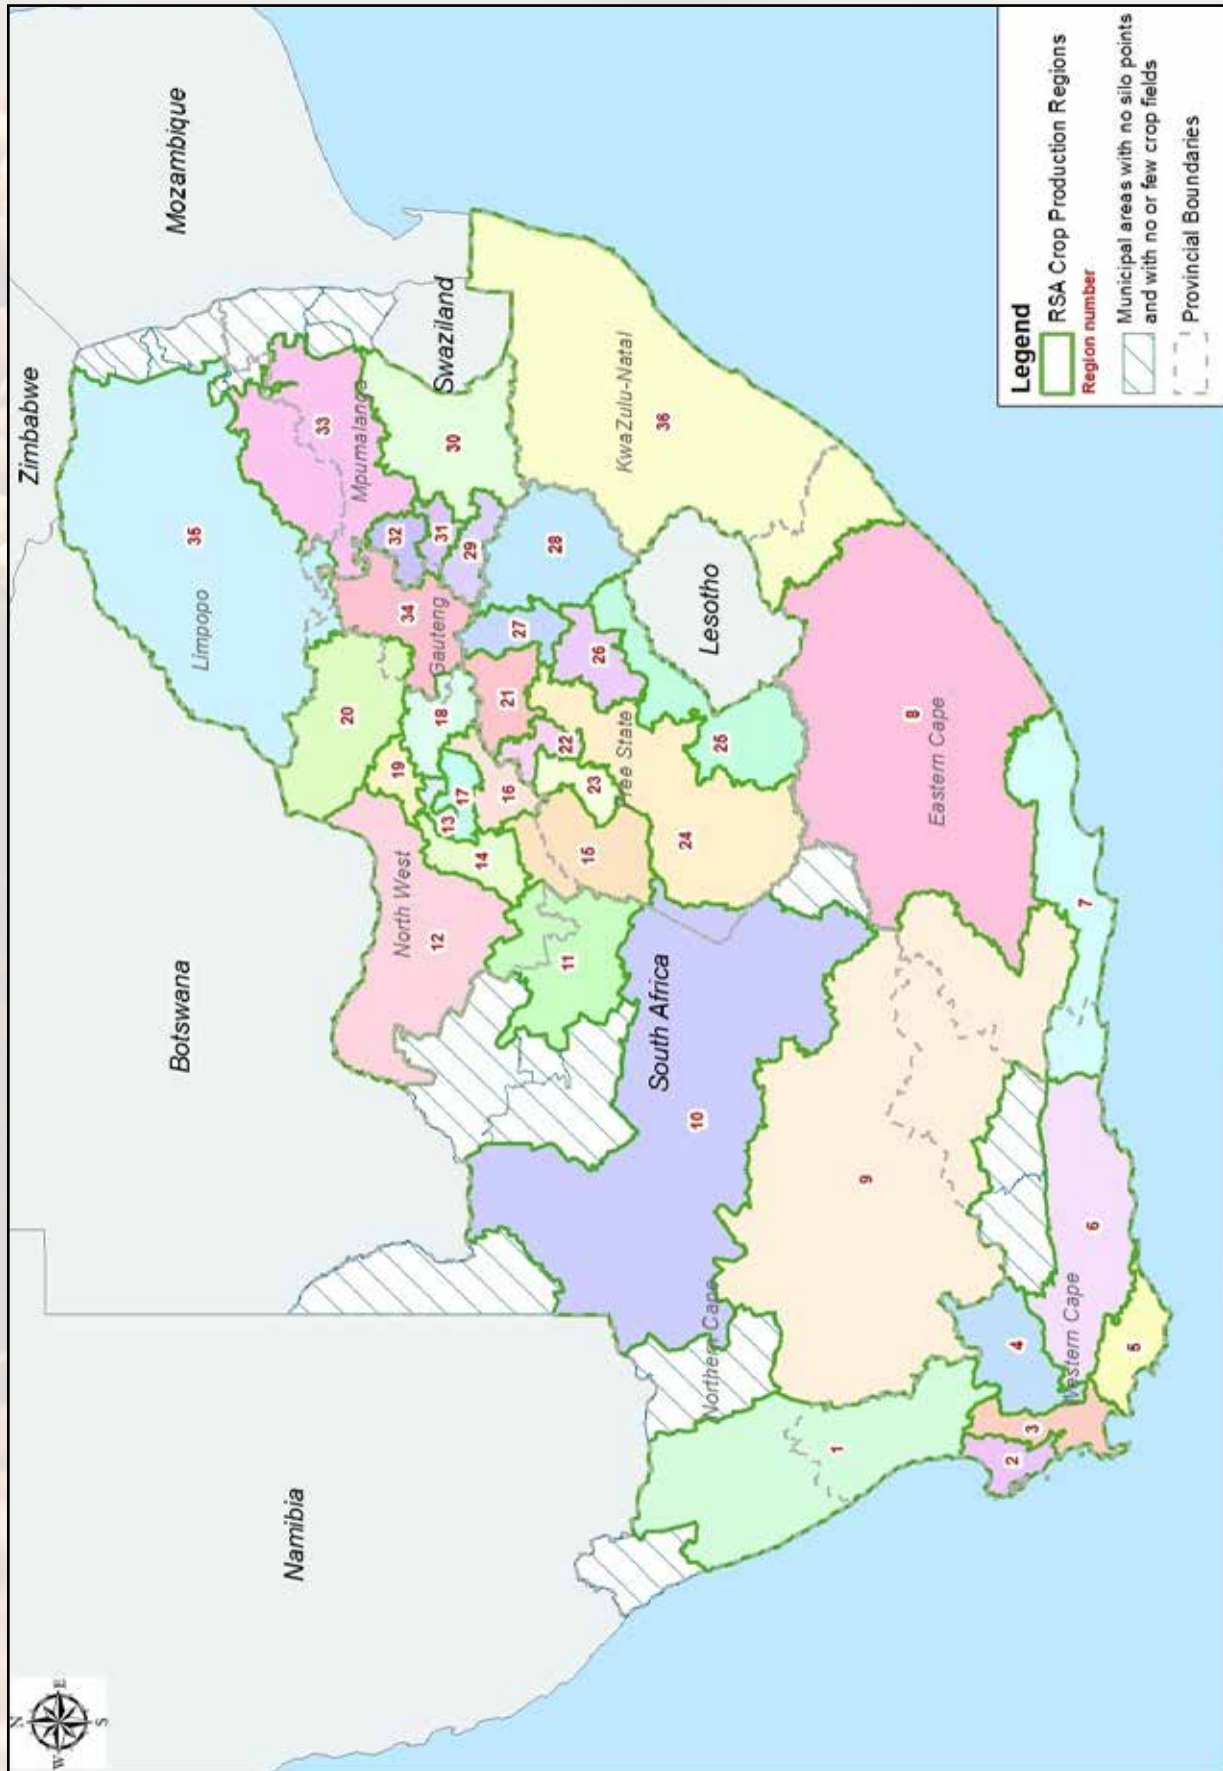 N
W
E
S
Zimbabwe
Mozambique
Botswana
Namibia
Swaziland
Lesotho
South Africa
Limpopo
Mpumalanga
Gauteng
North West
Free State
KwaZulu-Natal
Northern Cape
Eastern Cape
Western Cape
1
2
3
4
5
6
7
8
9
10
11
12
13
14
15
16
17
18
19
20
21
22
23
24
25
26
27
28
29
30
31
32
33
34
35
36
Legend
RSA Crop Production Regions
Region number
Municipal areas with no silo points
and with no or few crop fields
Provincial Boundaries